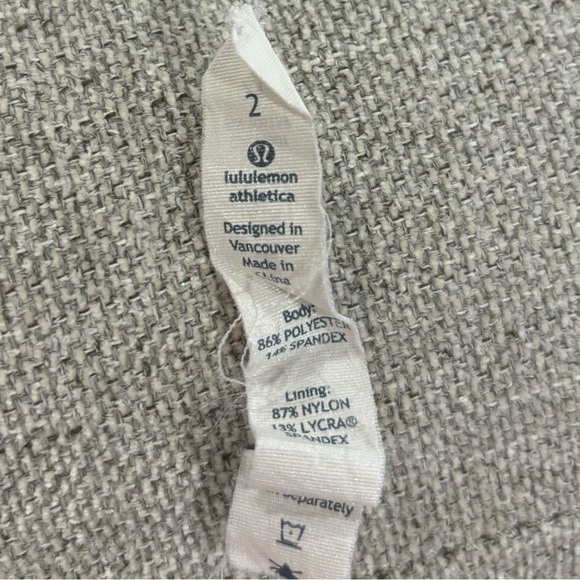 2
lululemon
athletica
Designed in
Vancouver
Made in
China
Body:
86% POLYESTER
14% SPANDEX
Lining:
87% NYLON
13% LYCRA®
SPANDEX
separately